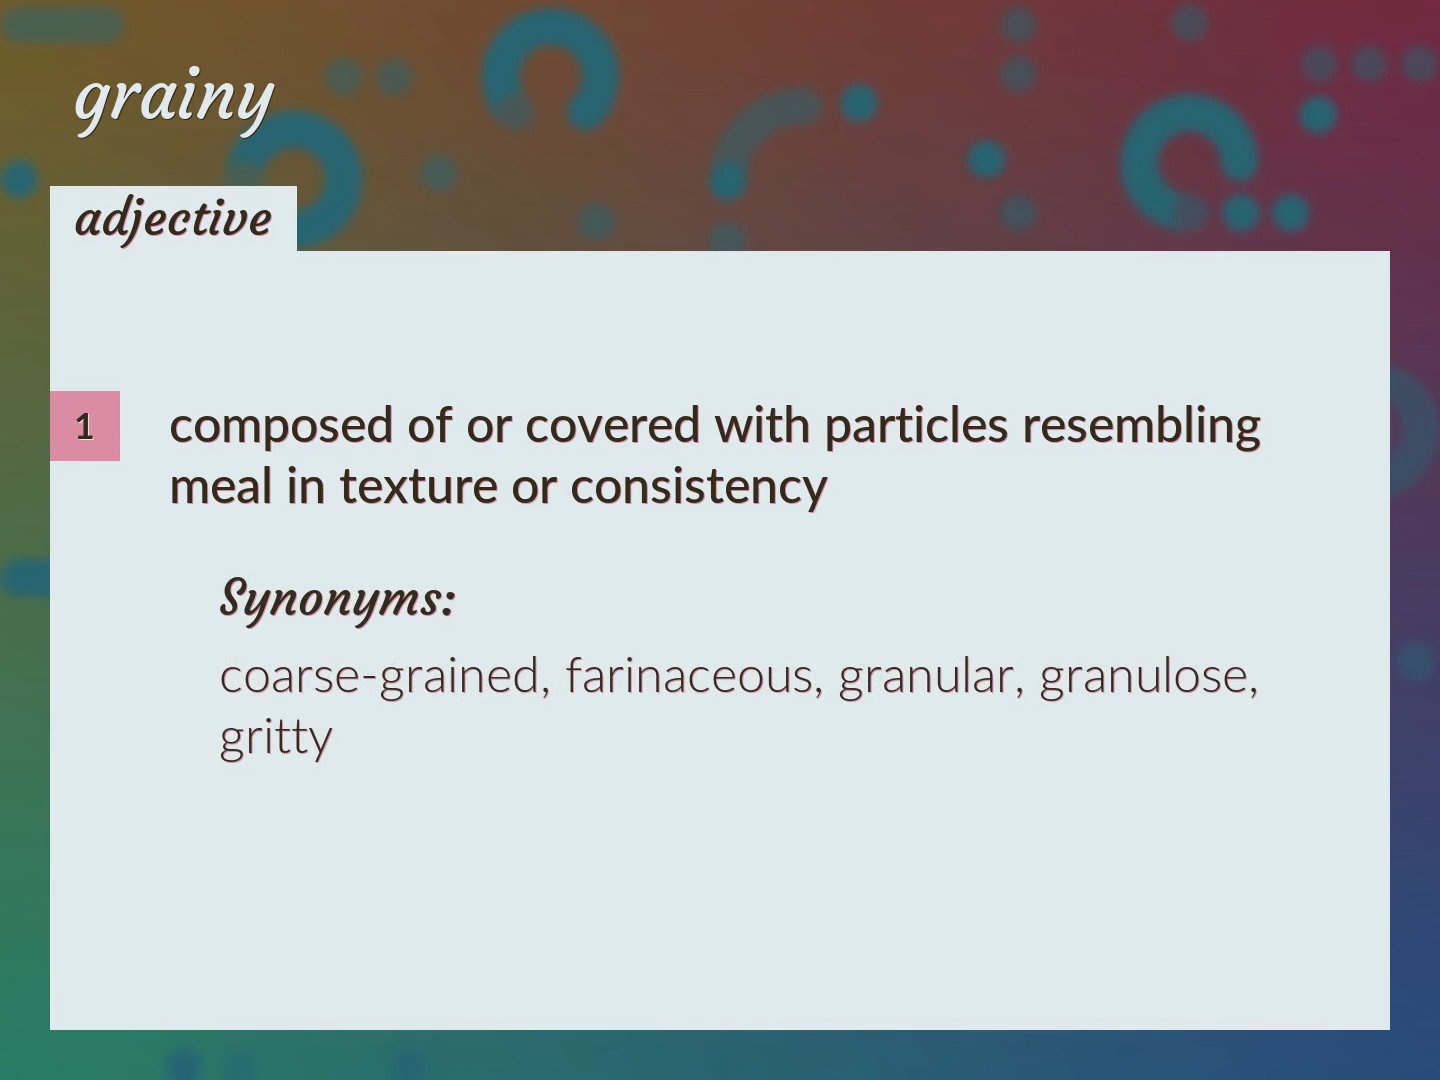 grainy
adjective
1
composed of or covered with particles resembling
meal in texture or consistency
Synonyms:
coarse-grained, farinaceous, granular, granulose,
gritty